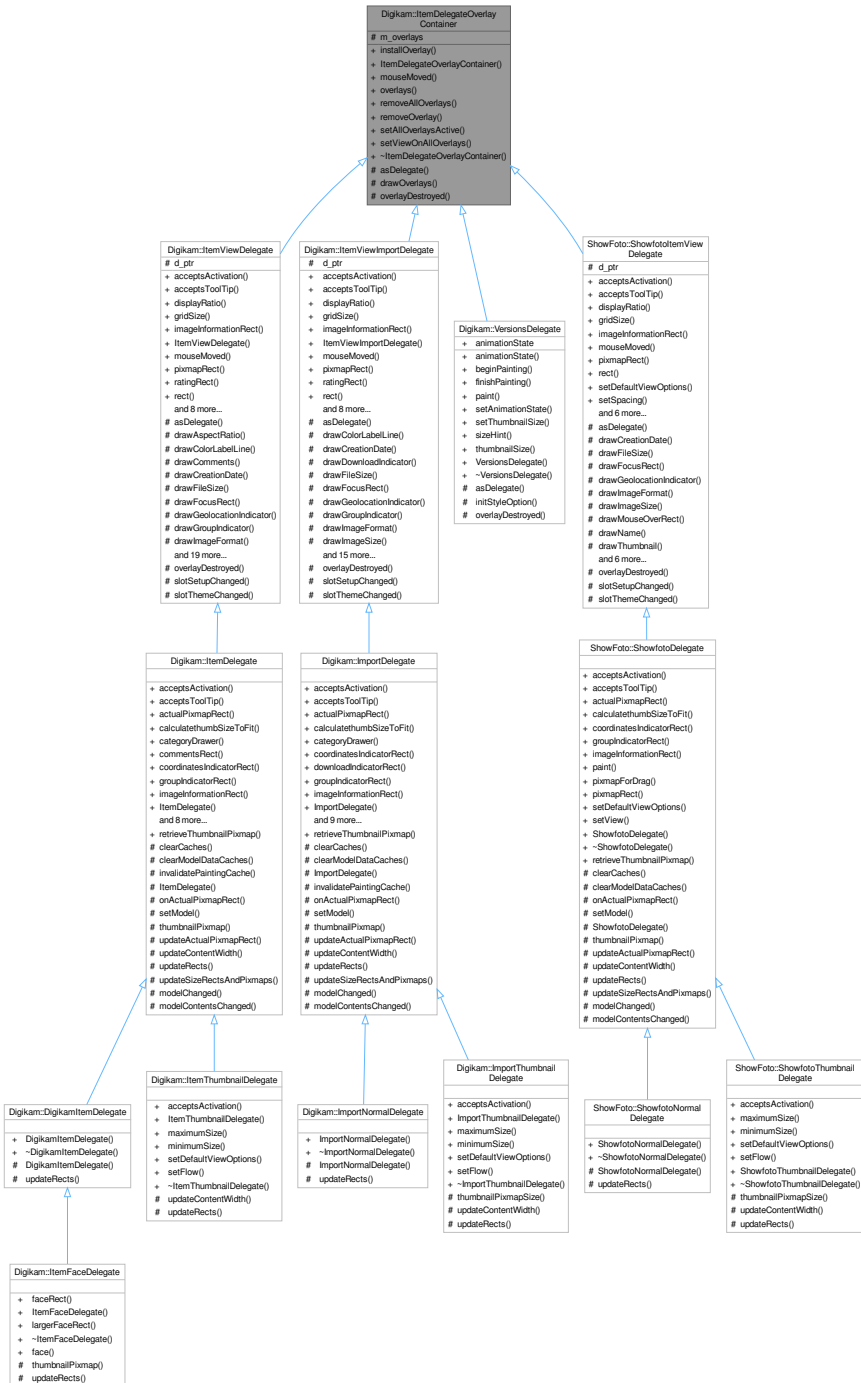 Digikam::ItemDelegateOverlay
Container
# m_overlays
+ installOverlay()
+ ItemDelegateOverlayContainer()
+ mouseMoved()
+ overlays()
+ removeAllOverlays()
+ removeOverlay()
+ setAllOverlaysActive()
+ setViewOnAllOverlays()
+ ~ItemDelegateOverlayContainer()
# asDelegate()
# drawOverlays()
# overlayDestroyed()
Digikam::ItemViewDelegate
# d_ptr
+ acceptsActivation()
+ acceptsToolTip()
+ displayRatio()
+ gridSize()
+ imageInformationRect()
+ ItemViewDelegate()
+ mouseMoved()
+ pixmapRect()
+ ratingRect()
+ rect()
and 8 more...
# asDelegate()
# drawAspectRatio()
# drawColorLabelLine()
# drawComments()
# drawCreationDate()
# drawFileSize()
# drawFocusRect()
# drawGeolocationIndicator()
# drawGroupIndicator()
# drawImageFormat()
and 19 more...
# overlayDestroyed()
# slotSetupChanged()
# slotThemeChanged()
Digikam::ItemViewImportDelegate
# d_ptr
+ acceptsActivation()
+ acceptsToolTip()
+ displayRatio()
+ gridSize()
+ imageInformationRect()
+ ItemViewImportDelegate()
+ mouseMoved()
+ pixmapRect()
+ ratingRect()
+ rect()
and 8 more...
# asDelegate()
# drawColorLabelLine()
# drawCreationDate()
# drawDownloadIndicator()
# drawFileSize()
# drawFocusRect()
# drawGeolocationIndicator()
# drawGroupIndicator()
# drawImageFormat()
# drawImageSize()
and 15 more...
# overlayDestroyed()
# slotSetupChanged()
# slotThemeChanged()
Digikam::VersionsDelegate
+ animationState
+ animationState()
+ beginPainting()
+ finishPainting()
+ paint()
+ setAnimationState()
+ setThumbnailSize()
+ sizeHint()
+ thumbnailSize()
+ VersionsDelegate()
+ ~VersionsDelegate()
# asDelegate()
# initStyleOption()
# overlayDestroyed()
ShowFoto::ShowfotoItemView
Delegate
# d_ptr
+ acceptsActivation()
+ acceptsToolTip()
+ displayRatio()
+ gridSize()
+ imageInformationRect()
+ mouseMoved()
+ pixmapRect()
+ rect()
+ setDefaultViewOptions()
+ setSpacing()
and 6 more...
# asDelegate()
# drawCreationDate()
# drawFileSize()
# drawFocusRect()
# drawGeolocationIndicator()
# drawImageFormat()
# drawImageSize()
# drawMouseOverRect()
# drawName()
# drawThumbnail()
and 6 more...
# overlayDestroyed()
# slotSetupChanged()
# slotThemeChanged()
Digikam::ItemDelegate
+ acceptsActivation()
+ acceptsToolTip()
+ actualPixmapRect()
+ calculatethumbSizeToFit()
+ categoryDrawer()
+ commentsRect()
+ coordinatesIndicatorRect()
+ groupIndicatorRect()
+ imageInformationRect()
+ ItemDelegate()
and 8 more...
+ retrieveThumbnailPixmap()
# clearCaches()
# clearModelDataCaches()
# invalidatePaintingCache()
# ItemDelegate()
# onActualPixmapRect()
# setModel()
# thumbnailPixmap()
# updateActualPixmapRect()
# updateContentWidth()
# updateRects()
# updateSizeRectsAndPixmaps()
# modelChanged()
# modelContentsChanged()
Digikam::ImportDelegate
+ acceptsActivation()
+ acceptsToolTip()
+ actualPixmapRect()
+ calculatethumbSizeToFit()
+ categoryDrawer()
+ coordinatesIndicatorRect()
+ downloadIndicatorRect()
+ groupIndicatorRect()
+ imageInformationRect()
+ ImportDelegate()
and 9 more...
+ retrieveThumbnailPixmap()
# clearCaches()
# clearModelDataCaches()
# ImportDelegate()
# invalidatePaintingCache()
# onActualPixmapRect()
# setModel()
# thumbnailPixmap()
# updateActualPixmapRect()
# updateContentWidth()
# updateRects()
# updateSizeRectsAndPixmaps()
# modelChanged()
# modelContentsChanged()
ShowFoto::ShowfotoDelegate
+ acceptsActivation()
+ acceptsToolTip()
+ actualPixmapRect()
+ calculatethumbSizeToFit()
+ coordinatesIndicatorRect()
+ groupIndicatorRect()
+ imageInformationRect()
+ paint()
+ pixmapForDrag()
+ pixmapRect()
+ setDefaultViewOptions()
+ setView()
+ ShowfotoDelegate()
+ ~ShowfotoDelegate()
+ retrieveThumbnailPixmap()
# clearCaches()
# clearModelDataCaches()
# onActualPixmapRect()
# setModel()
# ShowfotoDelegate()
# thumbnailPixmap()
# updateActualPixmapRect()
# updateContentWidth()
# updateRects()
# updateSizeRectsAndPixmaps()
# modelChanged()
# modelContentsChanged()
Digikam::DigikamItemDelegate
+ DigikamItemDelegate()
+ ~DigikamItemDelegate()
# DigikamItemDelegate()
# updateRects()
Digikam::ItemThumbnailDelegate
+ acceptsActivation()
+ ItemThumbnailDelegate()
+ maximumSize()
+ minimumSize()
+ setDefaultViewOptions()
+ setFlow()
+ ~ItemThumbnailDelegate()
# updateContentWidth()
# updateRects()
Digikam::ImportNormalDelegate
+ ImportNormalDelegate()
+ ~ImportNormalDelegate()
# ImportNormalDelegate()
# updateRects()
Digikam::ImportThumbnail
Delegate
+ acceptsActivation()
+ ImportThumbnailDelegate()
+ maximumSize()
+ minimumSize()
+ setDefaultViewOptions()
+ setFlow()
+ ~ImportThumbnailDelegate()
# thumbnailPixmapSize()
# updateContentWidth()
# updateRects()
ShowFoto::ShowfotoNormal
Delegate
+ ShowfotoNormalDelegate()
+ ~ShowfotoNormalDelegate()
# ShowfotoNormalDelegate()
# updateRects()
ShowFoto::ShowfotoThumbnail
Delegate
+ acceptsActivation()
+ maximumSize()
+ minimumSize()
+ setDefaultViewOptions()
+ setFlow()
+ ShowfotoThumbnailDelegate()
+ ~ShowfotoThumbnailDelegate()
# thumbnailPixmapSize()
# updateContentWidth()
# updateRects()
Digikam::ItemFaceDelegate
+ faceRect()
+ ItemFaceDelegate()
+ largerFaceRect()
+ ~ItemFaceDelegate()
+ face()
# thumbnailPixmap()
# updateRects()